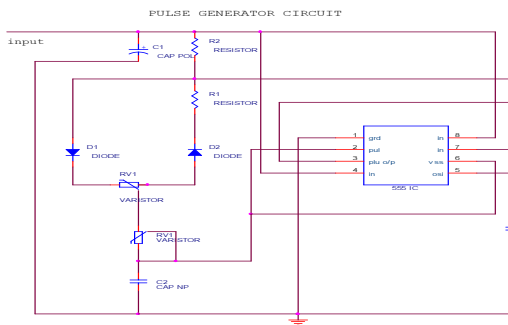 PULSE GENERATOR CIRCUIT
input
C1
CAP POL
R2
RESISTOR
R1
RESISTOR
D1
DIODE
D2
DIODE
RV1
VARISTOR
RV1
VARISTOR
C2
CAP NP
1 grd in 8
2 pul in 7
3 plu o/p vss 6
4 in osi 5
555 IC